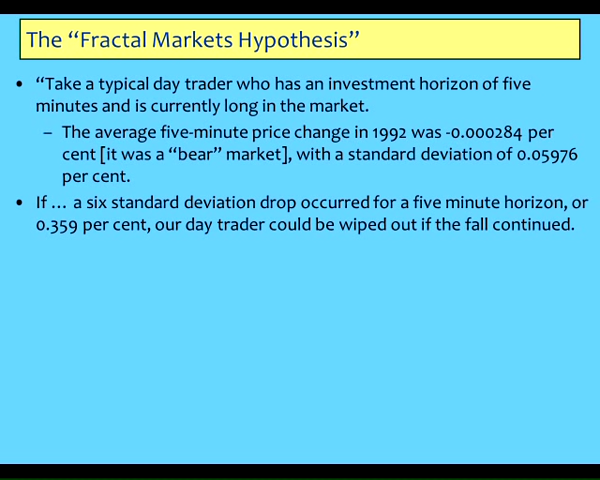 The “Fractal Markets Hypothesis”
• “Take a typical day trader who has an investment horizon of five
minutes and is currently long in the market.
– The average five-minute price change in 1992 was -0.000284 per
cent [it was a “bear” market], with a standard deviation of 0.05976
per cent.
• If … a six standard deviation drop occurred for a five minute horizon, or
0.359 per cent, our day trader could be wiped out if the fall continued.